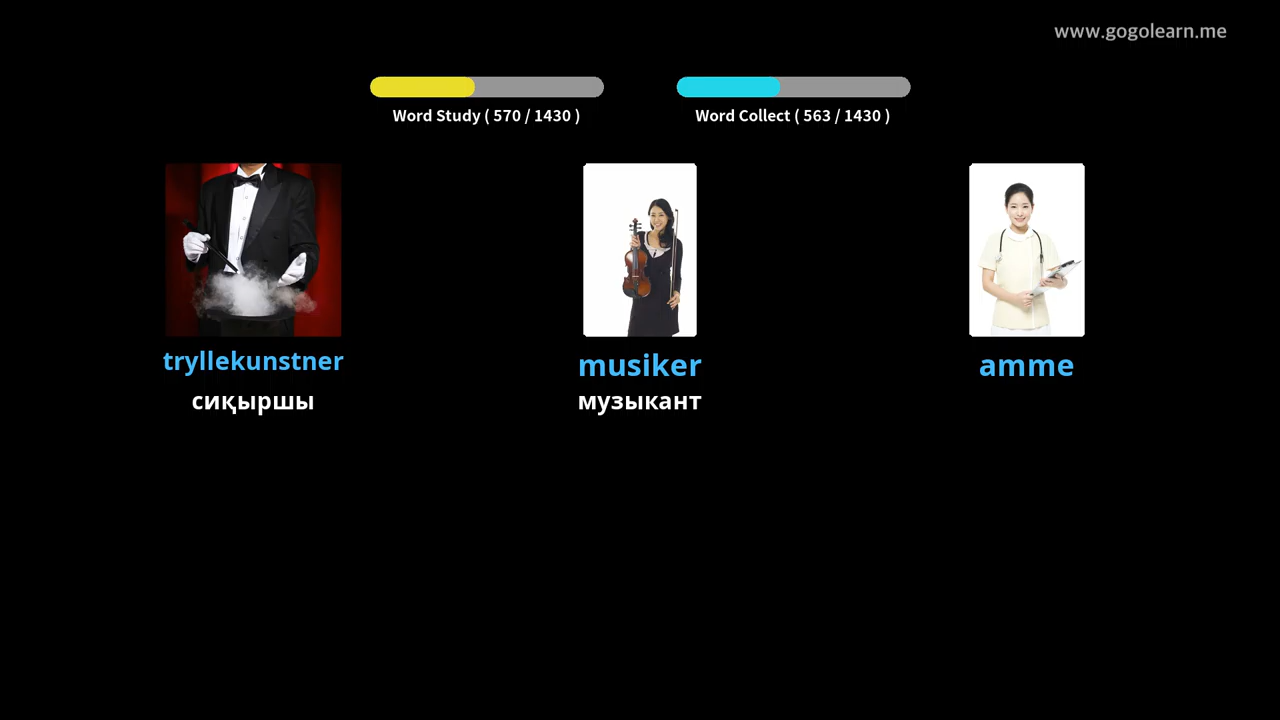 www.gogolearn.me
Word Study ( 570 / 1430 )
Word Collect ( 563 / 1430 )
tryllekunstner
musiker
amme
сиқыршы
музыкант